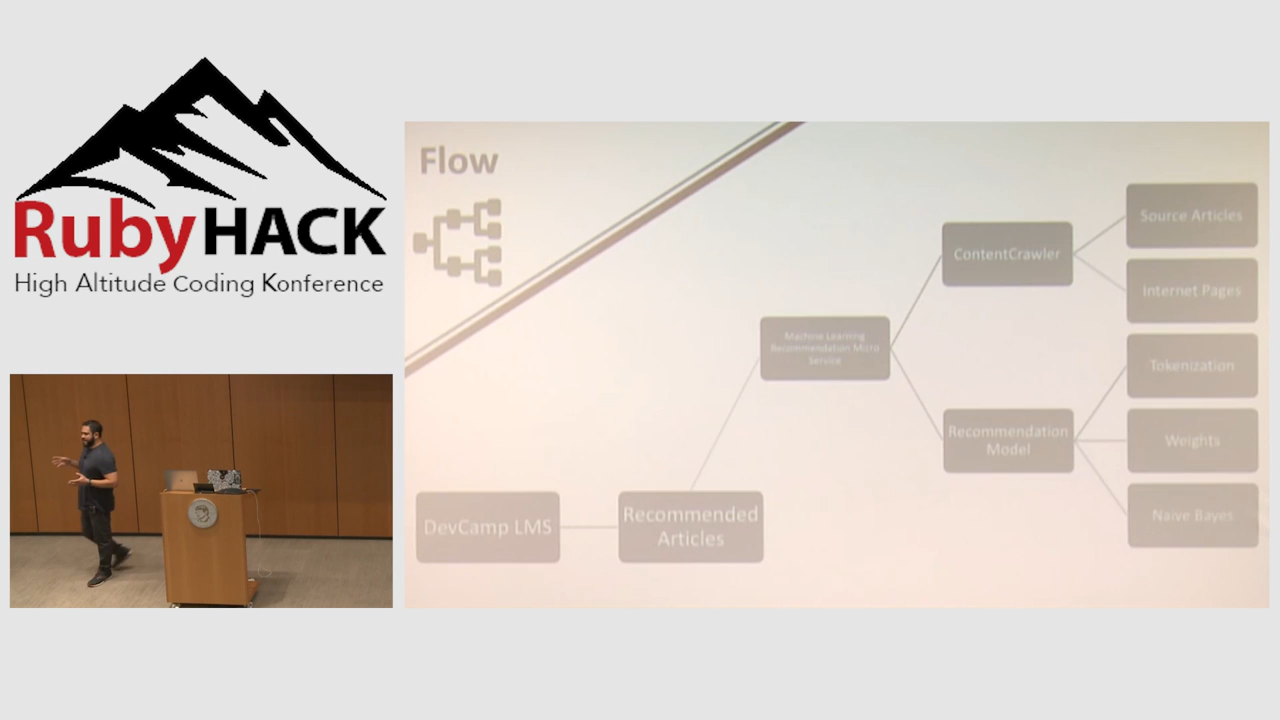 RubyHACK
High Altitude Coding Konference
Flow
DevCamp LMS
Recommended
Articles
Machine Learning
Recommendation Micro
Service
ContentCrawler
Recommendation
Model
Source Articles
Internet Pages
Tokenization
Weights
Naive Bayes